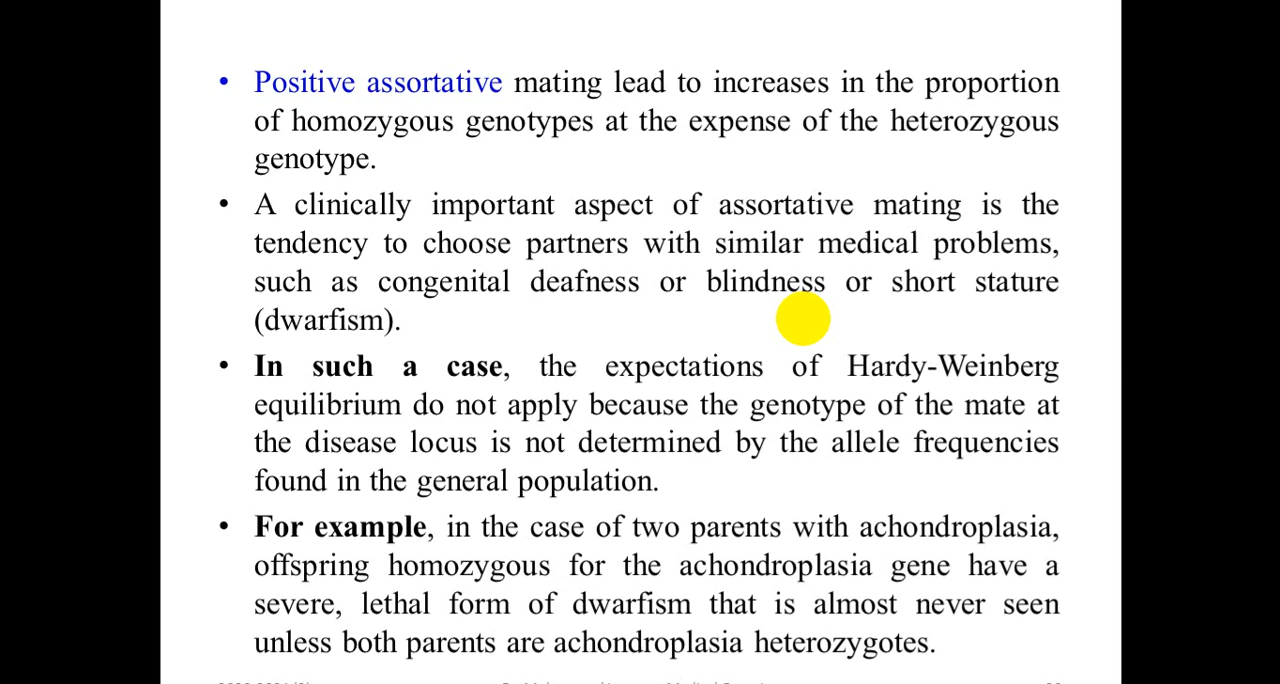 • Positive assortative mating lead to increases in the proportion
of homozygous genotypes at the expense of the heterozygous
genotype.
• A clinically important aspect of assortative mating is the
tendency to choose partners with similar medical problems,
such as congenital deafness or blindness or short stature
(dwarfism).
• In such a case, the expectations of Hardy-Weinberg
equilibrium do not apply because the genotype of the mate at
the disease locus is not determined by the allele frequencies
found in the general population.
• For example, in the case of two parents with achondroplasia,
offspring homozygous for the achondroplasia gene have a
severe, lethal form of dwarfism that is almost never seen
unless both parents are achondroplasia heterozygotes.